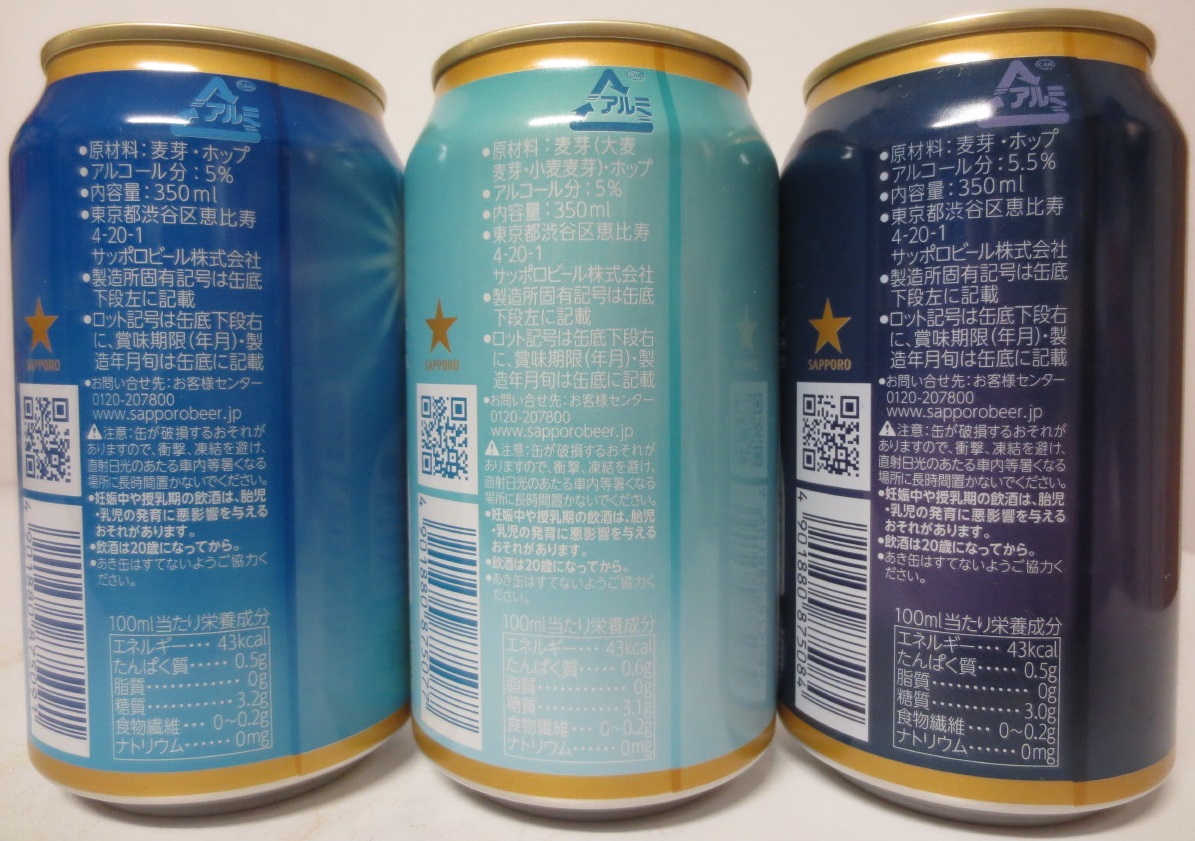 アルミ
●原材料：麦芽・ホップ
●アルコール分：5%
●内容量：350ml
●東京都渋谷区恵比寿
4-20-1
サッポロビール株式会社
●製造所固有記号は缶底
下段左に記載
●ロット記号は缶底下段右
に、賞味期限(年月)・製
造年月旬は缶底に記載
SAPPORO
●お問い合せ先：お客様センター
0120-207800
www.sapporobeer.jp
注意：缶が破損するおそれが
ありますので、衝撃、凍結を避け、
直射日光のあたる車内等暑くなる
場所に長時間置かないでください。
●妊娠中や授乳期の飲酒は、胎児
・乳児の発育に悪影響を与える
おそれがあります。
●飲酒は20歳になってから。
●あき缶はすてないようご協力く
ださい。
100ml当たり栄養成分
エネルギー・・・ 43kcal
たんぱく質・・・・・ 0.5g
脂質・・・・・・・・・・・・ 0g
糖質・・・・・・・・・・・ 3.2g
食物繊維・・・ 0~0.2g
ナトリウム・・・・・・ 0mg
アルミ
●原材料：麦芽(大麦
麦芽・小麦麦芽)・ホップ
●アルコール分：5%
●内容量：350ml
●東京都渋谷区恵比寿
4-20-1
サッポロビール株式会社
●製造所固有記号は缶底
下段左に記載
●ロット記号は缶底下段右
に、賞味期限(年月)・製
造年月旬は缶底に記載
SAPPORO
●お問い合せ先：お客様センター
0120-207800
www.sapporobeer.jp
注意：缶が破損するおそれが
ありますので、衝撃、凍結を避け、
直射日光のあたる車内等暑くなる
場所に長時間置かないでください。
●妊娠中や授乳期の飲酒は、胎児
・乳児の発育に悪影響を与える
おそれがあります。
●飲酒は20歳になってから。
●あき缶はすてないようご協力く
ださい。
4 901880 875077
100ml当たり栄養成分
エネルギー・・・ 43kcal
たんぱく質・・・・・ 0.6g
脂質・・・・・・・・・・・・ 0g
糖質・・・・・・・・・・・ 3.1g
食物繊維・・・ 0~0.2g
ナトリウム・・・・・・ 0mg
アルミ
●原材料：麦芽・ホップ
●アルコール分：5.5%
●内容量：350ml
●東京都渋谷区恵比寿
4-20-1
サッポロビール株式会社
●製造所固有記号は缶底
下段左に記載
●ロット記号は缶底下段右
に、賞味期限(年月)・製
造年月旬は缶底に記載
SAPPORO
●お問い合せ先：お客様センター
0120-207800
www.sapporobeer.jp
注意：缶が破損するおそれが
ありますので、衝撃、凍結を避け、
直射日光のあたる車内等暑くなる
場所に長時間置かないでください。
●妊娠中や授乳期の飲酒は、胎児
・乳児の発育に悪影響を与える
おそれがあります。
●飲酒は20歳になってから。
●あき缶はすてないようご協力く
ださい。
4 901880 875084
100ml当たり栄養成分
エネルギー・・・ 43kcal
たんぱく質・・・・・ 0.5g
脂質・・・・・・・・・・・・ 0g
糖質・・・・・・・・・・・ 3.0g
食物繊維・・・ 0~0.2g
ナトリウム・・・・・・ 0mg